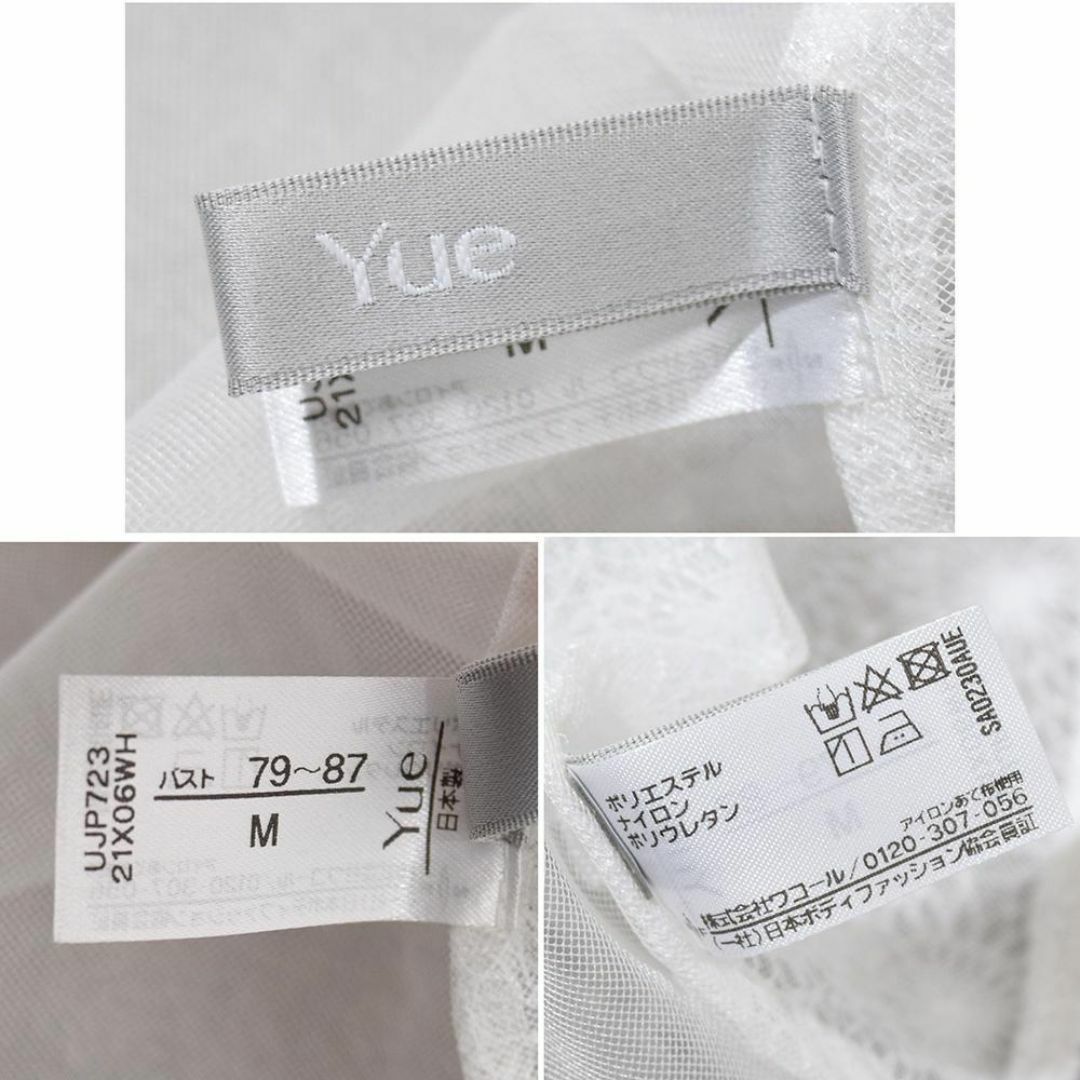 Yue
M
21X
UJP723
21X06WH
バスト 79~87
M
Yue
日本製
SA0230AUE
ポリエステル
ナイロン
ポリウレタン
アイロンあて布使用
株式会社ワコール/0120-307-056
(一社)日本ボディファッション協会員証